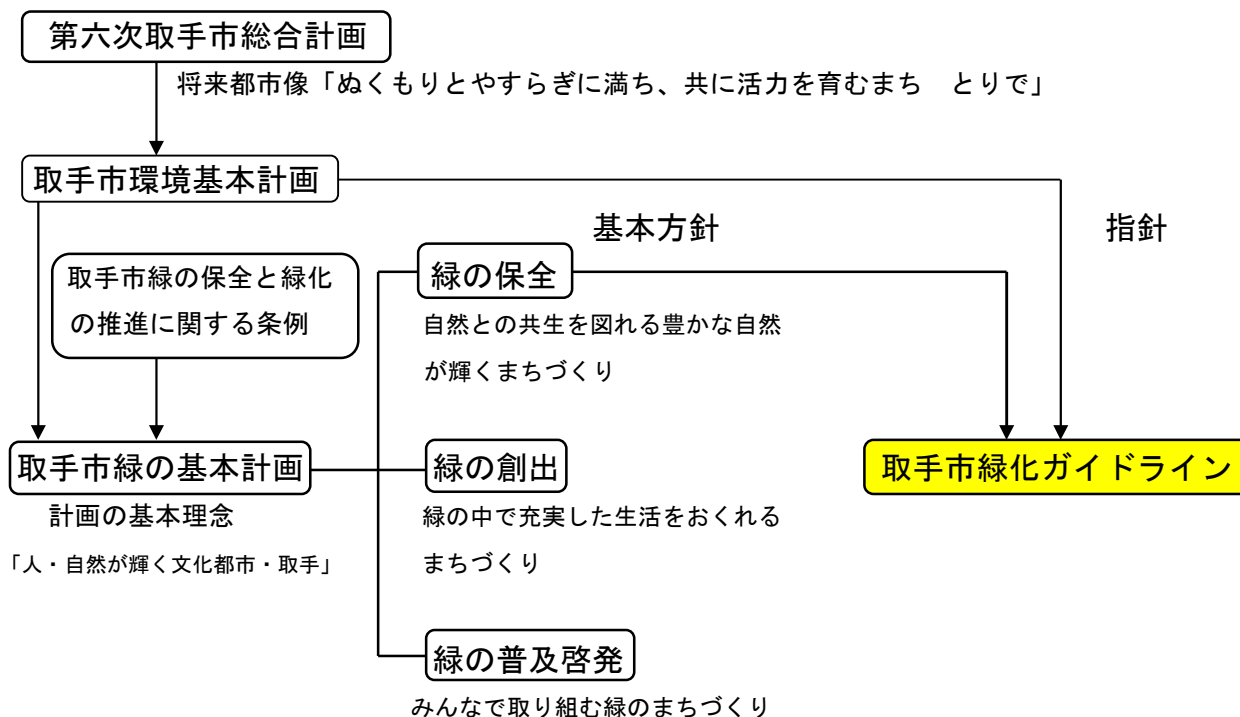 第六次取手市総合計画
将来都市像「ぬくもりとやすらぎに満ち、共に活力を育むまち　とりで」
取手市環境基本計画
基本方針
指針
取手市緑の保全と緑化
の推進に関する条例
緑の保全
自然との共生を図れる豊かな自然
が輝くまちづくり
取手市緑の基本計画
計画の基本理念
「人・自然が輝く文化都市・取手」
緑の創出
緑の中で充実した生活をおくれる
まちづくり
取手市緑化ガイドライン
緑の普及啓発
みんなで取り組む緑のまちづくり